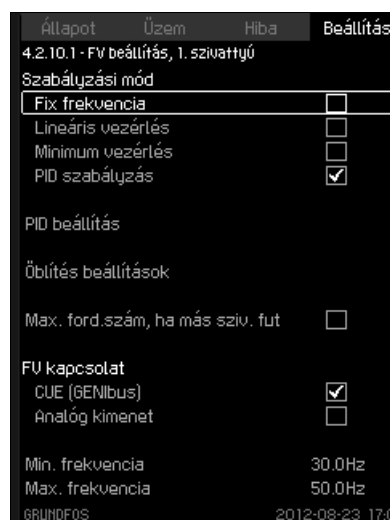 Állapot Üzem Hiba Beállítás
4.2.10.1 - FV beállítás, 1. szivattyú
Szabályzási mód
Fix frekvencia
Lineáris vezérlés
Minimum vezérlés
PID szabályzás
PID beállítás
Öblítés beállítások
Max. ford.szám, ha más sziv. fut
FV kapcsolat
CUE (GENIbus)
Analóg kimenet
Min. frekvencia 30.0Hz
Max. frekvencia 50.0Hz
GRUNDFOS 2012-08-23